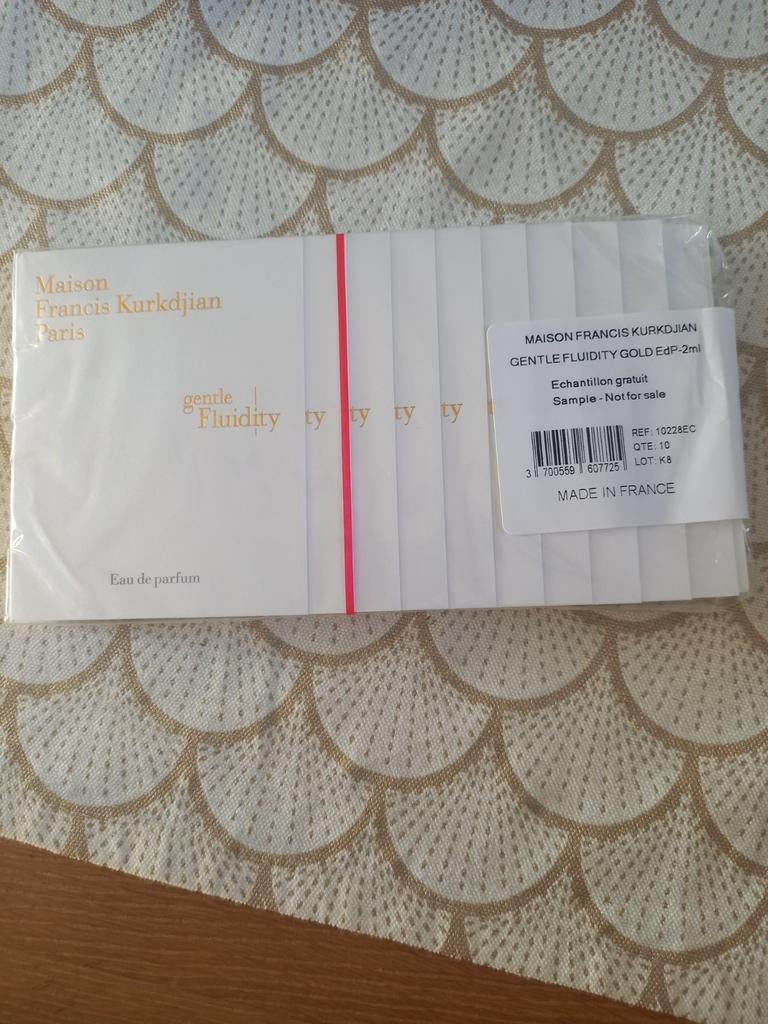 Maison
Francis Kurkdjian
Paris
gentle
Fluidity
ty
ty
ty
ty
Eau de parfum
MAISON FRANCIS KURKDJIAN
GENTLE FLUIDITY GOLD EdP-2ml
Echantillon gratuit
Sample - Not for sale
REF: 10228EC
QTE: 10
LOT: K8
3 700559 607725
MADE IN FRANCE